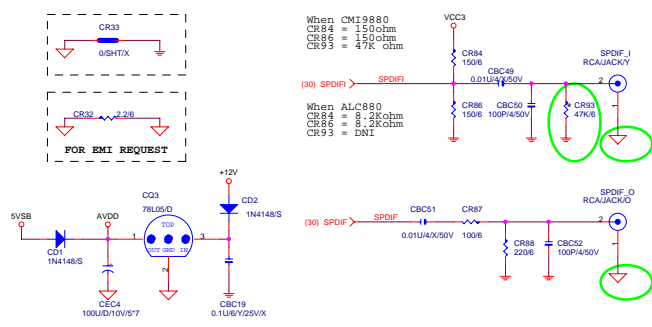 CR33
0/SHT/X
CR32
2.2/6
FOR EMI REQUEST
When CMI9880
CR84 = 150ohm
CR86 = 150ohm
CR93 = 47K ohm
VCC3
CR84
150/6
(30) SPDIFI
SPDIFI
CBC49
0.01U/4/X/50V
SPDIF_I
RCA/JACK/Y
2
1
When ALC880
CR84 = 8.2Kohm
CR86 = 8.2Kohm
CR93 = DNI
CR86
150/6
CBC50
100P/4/50V
CR93
47K/6
5VSB
CD1
1N4148/S
AVDD
CEC4
100U/D/10V/5*7
CQ3
78L05/D
TOP
OUT GND IN
1
2
3
+12V
CD2
1N4148/S
CBC19
0.1U/6/Y/25V/X
(30) SPDIF
SPDIF
CBC51
0.01U/4/X/50V
CR87
100/6
CR88
220/6
CBC52
100P/4/50V
SPDIF_O
RCA/JACK/O
2
1